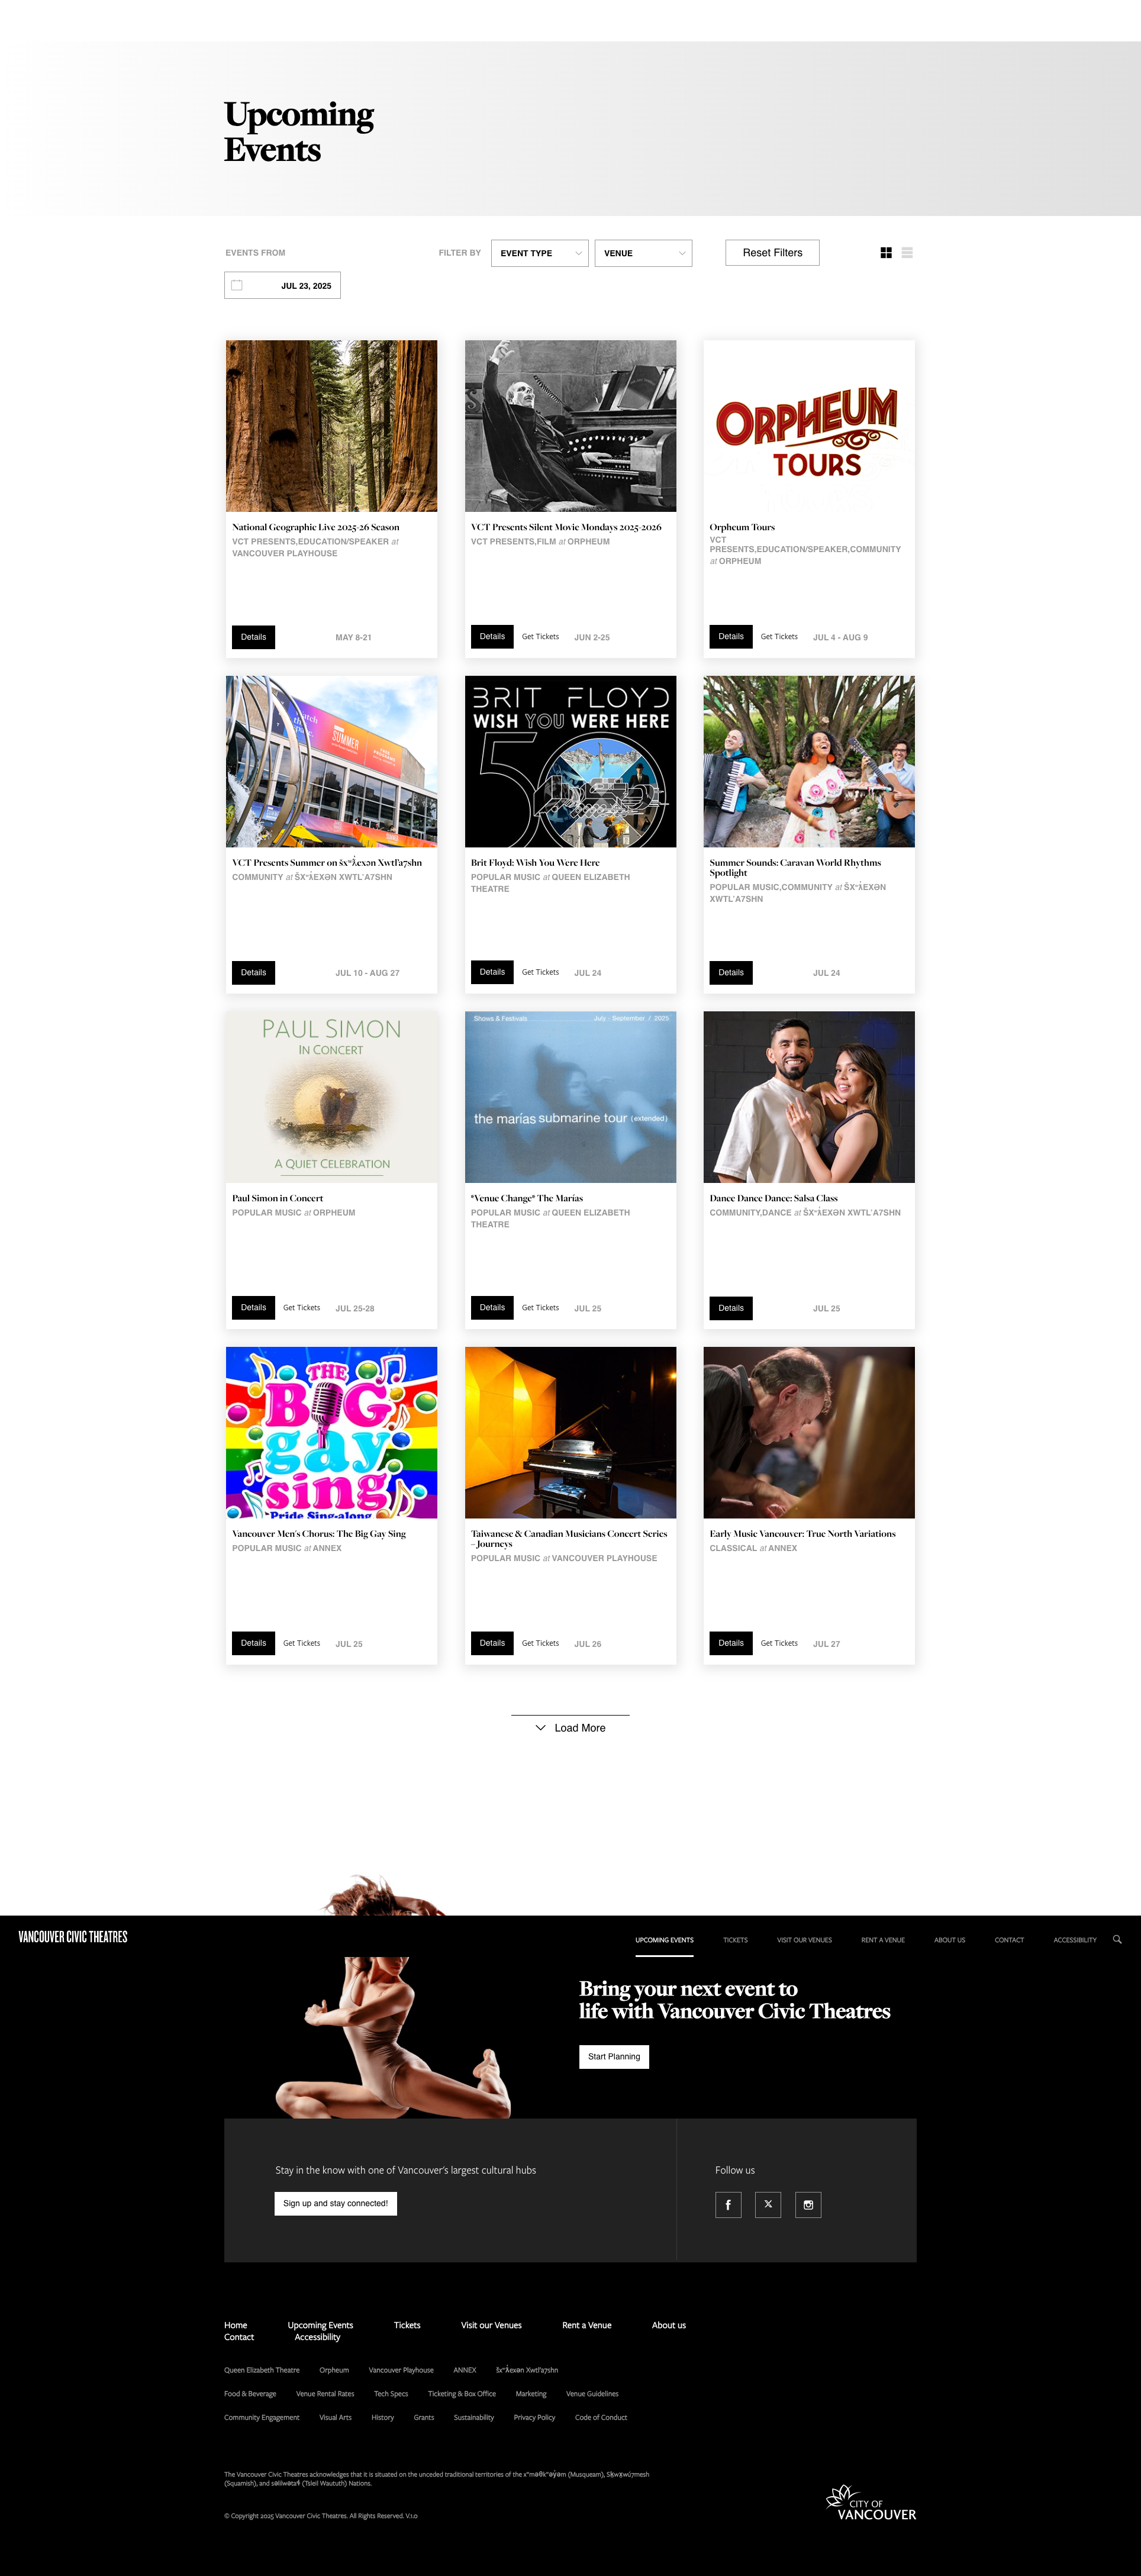 Upcoming
Events
EVENTS FROM
FILTER BY
EVENT TYPE
VENUE
Reset Filters
JUL 23, 2025
ORPHEUM
TOURS
National Geographic Live 2025-26 Season
VCT PRESENTS,EDUCATION/SPEAKER at
VANCOUVER PLAYHOUSE
Details
MAY 8-21
VCT Presents Silent Movie Mondays 2025-2026
VCT PRESENTS,FILM at ORPHEUM
Details
Get Tickets
JUN 2-25
Orpheum Tours
VCT
PRESENTS,EDUCATION/SPEAKER,COMMUNITY
at ORPHEUM
Details
Get Tickets
JUL 4 - AUG 9
SUMMER
BRIT FLOYD
WISH YOU WERE HERE
50
VCT Presents Summer on šxʷƛ̓exən Xwtl'a7shn
COMMUNITY at ŠXʷƛ̓EXƏN XWTL'A7SHN
Details
JUL 10 - AUG 27
Brit Floyd: Wish You Were Here
POPULAR MUSIC at QUEEN ELIZABETH
THEATRE
Details
Get Tickets
JUL 24
Summer Sounds: Caravan World Rhythms
Spotlight
POPULAR MUSIC,COMMUNITY at ŠXʷƛ̓EXƏN
XWTL'A7SHN
Details
JUL 24
PAUL SIMON
IN CONCERT
A QUIET CELEBRATION
Shows & Festivals
July - September / 2025
the marías submarine tour (extended)
Paul Simon in Concert
POPULAR MUSIC at ORPHEUM
Details
Get Tickets
JUL 25-28
*Venue Change* The Marías
POPULAR MUSIC at QUEEN ELIZABETH
THEATRE
Details
Get Tickets
JUL 25
Dance Dance Dance: Salsa Class
COMMUNITY,DANCE at ŠXʷƛ̓EXƏN XWTL'A7SHN
Details
JUL 25
THE
BIG
gay
sing
Pride Sing-along
Vancouver Men's Chorus: The Big Gay Sing
POPULAR MUSIC at ANNEX
Details
Get Tickets
JUL 25
Taiwanese & Canadian Musicians Concert Series
– Journeys
POPULAR MUSIC at VANCOUVER PLAYHOUSE
Details
Get Tickets
JUL 26
Early Music Vancouver: True North Variations
CLASSICAL at ANNEX
Details
Get Tickets
JUL 27
Load More
VANCOUVER CIVIC THEATRES
UPCOMING EVENTS
TICKETS
VISIT OUR VENUES
RENT A VENUE
ABOUT US
CONTACT
ACCESSIBILITY
Bring your next event to
life with Vancouver Civic Theatres
Start Planning
Stay in the know with one of Vancouver's largest cultural hubs
Sign up and stay connected!
Follow us
Home
Upcoming Events
Tickets
Visit our Venues
Rent a Venue
About us
Contact
Accessibility
Queen Elizabeth Theatre
Orpheum
Vancouver Playhouse
ANNEX
šxʷƛ̓exən Xwtl'a7shn
Food & Beverage
Venue Rental Rates
Tech Specs
Ticketing & Box Office
Marketing
Venue Guidelines
Community Engagement
Visual Arts
History
Grants
Sustainability
Privacy Policy
Code of Conduct
The Vancouver Civic Theatres acknowledges that it is situated on the unceded traditional territories of the xʷməθkʷəy̓əm (Musqueam), Sḵwx̱wú7mesh
(Squamish), and səlilwətaɬ (Tsleil Waututh) Nations.
© Copyright 2025 Vancouver Civic Theatres. All Rights Reserved. V.1.0
CITY OF
VANCOUVER